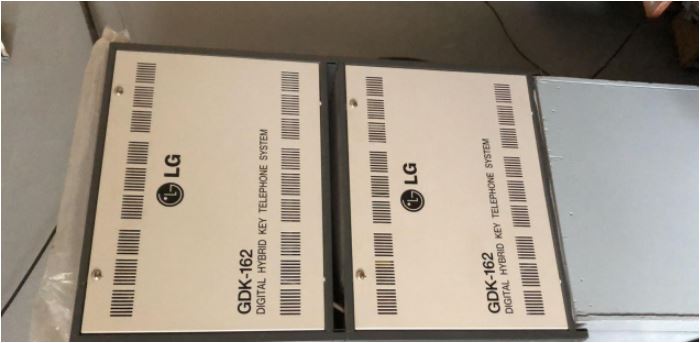 LG
GDK-162
DIGITAL HYBRID KEY TELEPHONE SYSTEM
LG
GDK-162
DIGITAL HYBRID KEY TELEPHONE SYSTEM